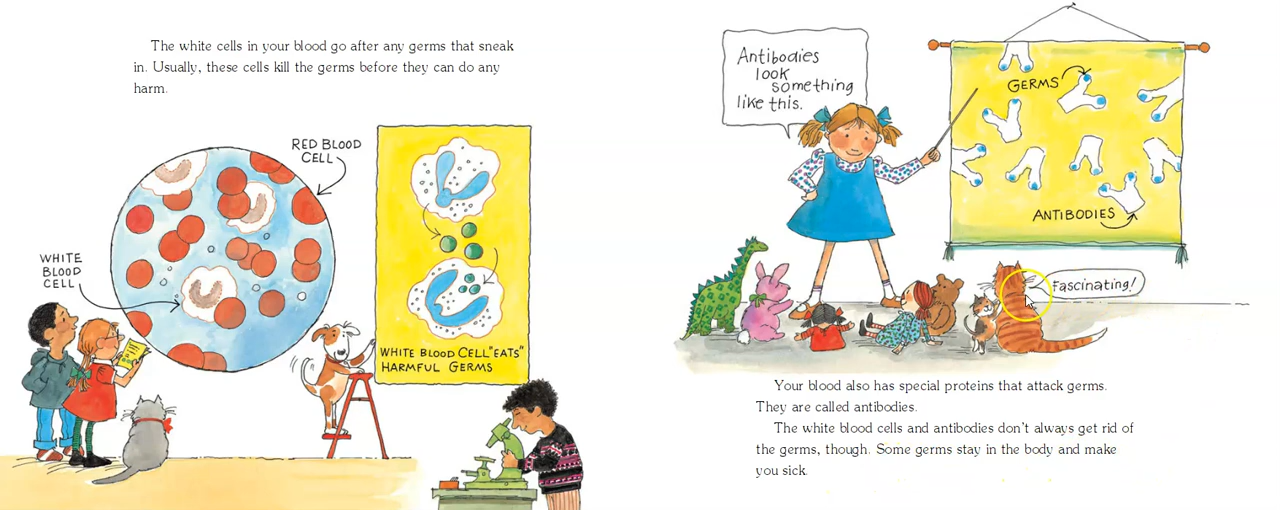 The white cells in your blood go after any germs that sneak
in. Usually, these cells kill the germs before they can do any
harm.
RED BLOOD
CELL
WHITE
BLOOD
CELL
WHITE BLOOD CELL "EATS"
HARMFUL GERMS
Antibodies
look
something
like this.
GERMS
ANTIBODIES
Fascinating!
Your blood also has special proteins that attack germs.
They are called antibodies.
The white blood cells and antibodies don't always get rid of
the germs, though. Some germs stay in the body and make
you sick.